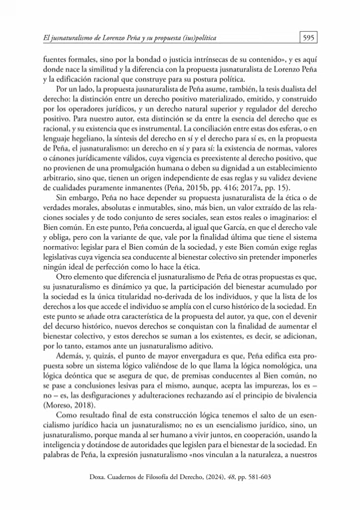 El jusnaturalismo de Lorenzo Peña y su propuesta (ius)política 595
fuentes formales, sino por la bondad o justicia intrínsecas de su contenido», y es aquí
donde nace la similitud y la diferencia con la propuesta jusnaturalista de Lorenzo Peña
y la edificación racional que construye para su postura política.
Por un lado, la propuesta jusnaturalista de Peña asume, también, la tesis dualista del
derecho: la distinción entre un derecho positivo materializado, emitido, y construido
por los operadores jurídicos, y un derecho natural superior y regulador del derecho
positivo. Para nuestro autor, esta distinción se da entre la esencia del derecho que es
racional, y su existencia que es instrumental. La conciliación entre estas dos esferas, o en
lenguaje hegeliano, la síntesis del derecho en sí y el derecho para sí es, en la propuesta
de Peña, el jusnaturalismo: un derecho en sí y para sí: la existencia de normas, valores
o cánones jurídicamente válidos, cuya vigencia es preexistente al derecho positivo, que
no provienen de una promulgación humana o deben su dignidad a un establecimiento
arbitrario, sino que, tienen un origen independiente de esas reglas y su validez deviene
de cualidades puramente inmanentes (Peña, 2015b, pp. 416; 2017a, pp. 15).
Sin embargo, Peña no hace depender su propuesta jusnaturalista de la ética o de
verdades morales, absolutas e inmutables, sino, más bien, un valor extraído de las rela-
ciones sociales y de todo conjunto de seres sociales, sean estos reales o imaginarios: el
Bien común. En este punto, Peña concuerda, al igual que García, en que el derecho vale
y obliga, pero con la variante de que, vale por la finalidad última que tiene el sistema
normativo: legislar para el Bien común de la sociedad, y este Bien común exige reglas
legislativas cuya vigencia sea conducente al bienestar colectivo sin pretender imponerles
ningún ideal de perfección como lo hace la ética.
Otro elemento que diferencia el jusnaturalismo de Peña de otras propuestas es que,
su jusnaturalismo es dinámico ya que, la participación del bienestar acumulado por
la sociedad es la única titularidad no-derivada de los individuos, y que la lista de los
derechos a los que accede el individuo se amplía con el curso histórico de la sociedad. En
este punto se añade otra característica de la propuesta del autor, ya que, con el devenir
del decurso histórico, nuevos derechos se conquistan con la finalidad de aumentar el
bienestar colectivo, y estos derechos se suman a los existentes, es decir, se adicionan,
por lo tanto, estamos ante un jusnaturalismo aditivo.
Además, y, quizás, el punto de mayor envergadura es que, Peña edifica esta pro-
puesta sobre un sistema lógico valiéndose de lo que llama la lógica nomológica, una
lógica deóntica que se asegura de que, de premisas conducentes al Bien común, no
se pase a conclusiones lesivas para el mismo, aunque, acepta las impurezas, los es –
no – es, las desfiguraciones y adulteraciones rechazando así el principio de bivalencia
(Moreso, 2018).
Como resultado final de esta construcción lógica tenemos el salto de un esen-
cialismo jurídico hacia un jusnaturalismo; no es un esencialismo jurídico, sino, un
jusnaturalismo, porque manda al ser humano a vivir juntos, en cooperación, usando la
inteligencia y dotándose de autoridades que legislen para el bienestar de la sociedad. En
palabras de Peña, la expresión jusnaturalismo «nos vinculan a la naturaleza, a nuestros
Doxa. Cuadernos de Filosofía del Derecho, (2024), 48, pp. 581-603